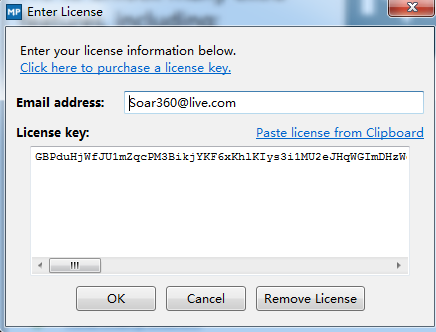 MP Enter License
Enter your license information below.
Click here to purchase a license key.
Email address: Soar360@live.com
License key: Paste license from Clipboard
GBPduHjWfJU1mZqcPM3BikjYKF6xKhlKIys3i1MU2eJHqWGImDHzW
OK Cancel Remove License